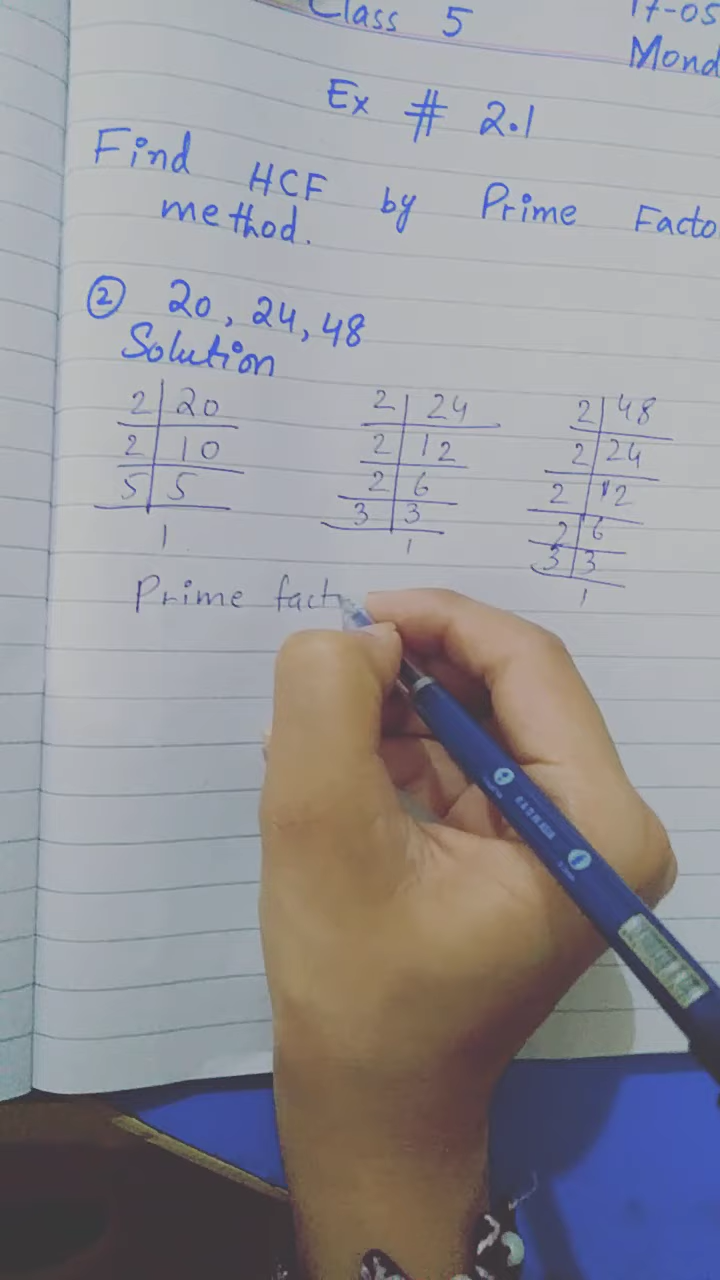 Class 5
17-05
Mond
Ex # 2.1
Find HCF by Prime Facto
method.
② 20, 24, 48
Solution
2 | 20
2 | 10
5 | 5
1
2 | 24
2 | 12
2 | 6
3 | 3
1
2 | 48
2 | 24
2 | 12
2 | 6
3 | 3
1
Prime fact